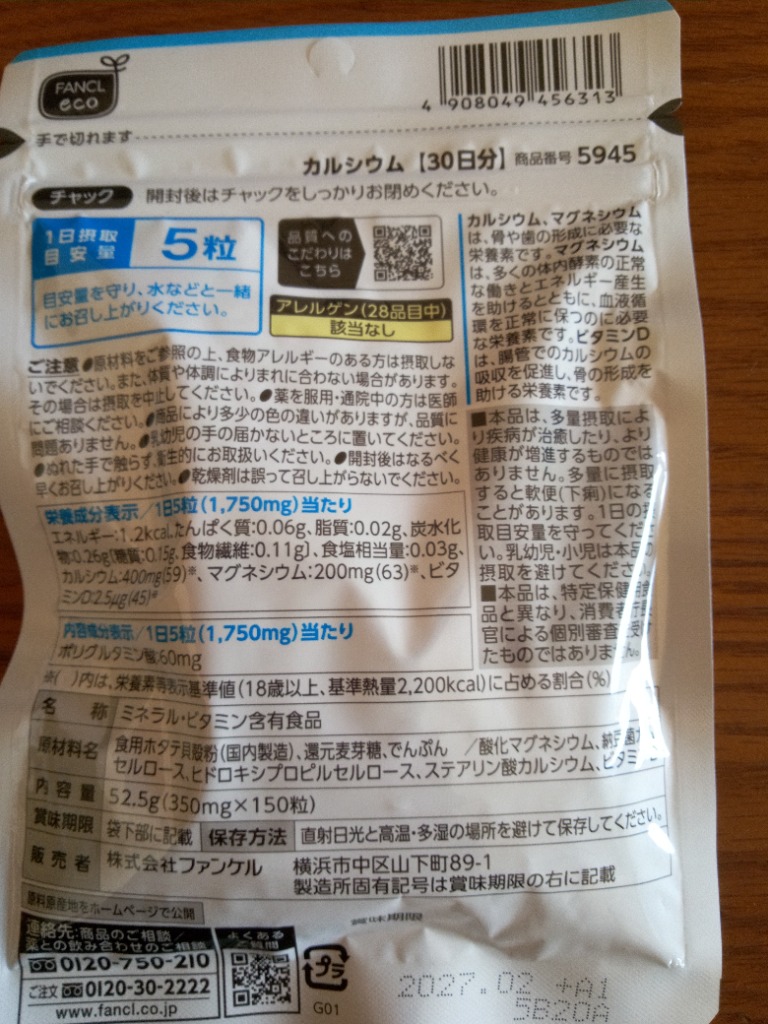 FANCL
eco
4 908049 456313
手で切れます
カルシウム【30日分】商品番号 5945
チャック 開封後はチャックをしっかりお閉めください。
1日摂取
目安量 5粒
目安量を守り、水などと一緒
にお召し上がりください。
品質への
こだわりは
こちら
アレルゲン(28品目中)
該当なし
カルシウム、マグネシウム
は、骨や歯の形成に必要な
栄養素です。マグネシウム
は、多くの体内酵素の正常
な働きとエネルギー産生
を助けるとともに、血液循
環を正常に保つのに必要
な栄養素です。ビタミンD
は、腸管でのカルシウムの
吸収を促進し、骨の形成を
助ける栄養素です。
ご注意 ●原材料をご参照の上、食物アレルギーのある方は摂取しな
いでください。また、体質や体調によりまれに合わない場合があります。
その場合は摂取を中止してください。●薬を服用・通院中の方は医師
にご相談ください。●商品により多少の色の違いがありますが、品質に
問題ありません。●乳幼児の手の届かないところに置いてください。
●ぬれた手で触らず、衛生的にお取扱いください。●開封後はなるべく
早くお召し上がりください。●乾燥剤は誤って召し上がらないでください。
■本品は、多量摂取によ
り疾病が治癒したり、より
健康が増進するものでは
ありません。多量に摂取
すると軟便(下痢)になる
ことがあります。1日の摂
取目安量を守ってくださ
い。乳幼児・小児は本品の
摂取を避けてください。
■本品は、特定保健用食
品と異なり、消費者庁長
官による個別審査を受け
たものではありません。
栄養成分表示/1日5粒(1,750mg)当たり
エネルギー:1.2kcal、たんぱく質:0.06g、脂質:0.02g、炭水化
物:0.26g(糖質:0.15g、食物繊維:0.11g)、食塩相当量:0.03g、
カルシウム:400mg(59)※、マグネシウム:200mg(63)※、ビタ
ミンD:2.5μg(45)※
内容成分表示/1日5粒(1,750mg)当たり
ポリグルタミン酸:60mg
※( )内は、栄養素等表示基準値(18歳以上、基準熱量2,200kcal)に占める割合(%)
名 称 ミネラル・ビタミン含有食品
原材料名 食用ホタテ貝殻粉(国内製造)、還元麦芽糖、でんぷん /酸化マグネシウム、納豆菌ガム、
セルロース、ヒドロキシプロピルセルロース、ステアリン酸カルシウム、ビタミンD
内容量 52.5g(350mg×150粒)
賞味期限 袋下部に記載 保存方法 直射日光と高温・多湿の場所を避けて保存してください。
販売者 株式会社ファンケル 横浜市中区山下町89-1
製造所固有記号は賞味期限の右に記載
原料原産地をホームページで公開
連絡先:商品のご相談/
薬との飲み合わせのご相談
0120-750-210
ご注文 0120-30-2222
www.fancl.co.jp
よくある
ご質問
プラ
G01
賞味期限
2027.02 +A1
5B20A